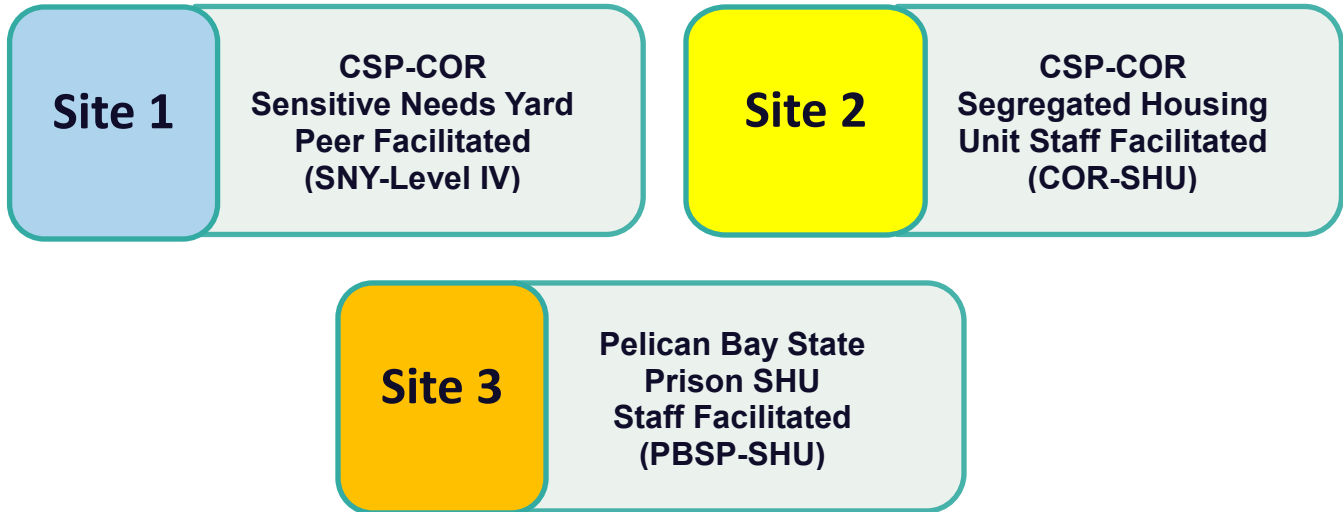 Site 1
CSP-COR
Sensitive Needs Yard
Peer Facilitated
(SNY-Level IV)
Site 2
CSP-COR
Segregated Housing
Unit Staff Facilitated
(COR-SHU)
Site 3
Pelican Bay State
Prison SHU
Staff Facilitated
(PBSP-SHU)